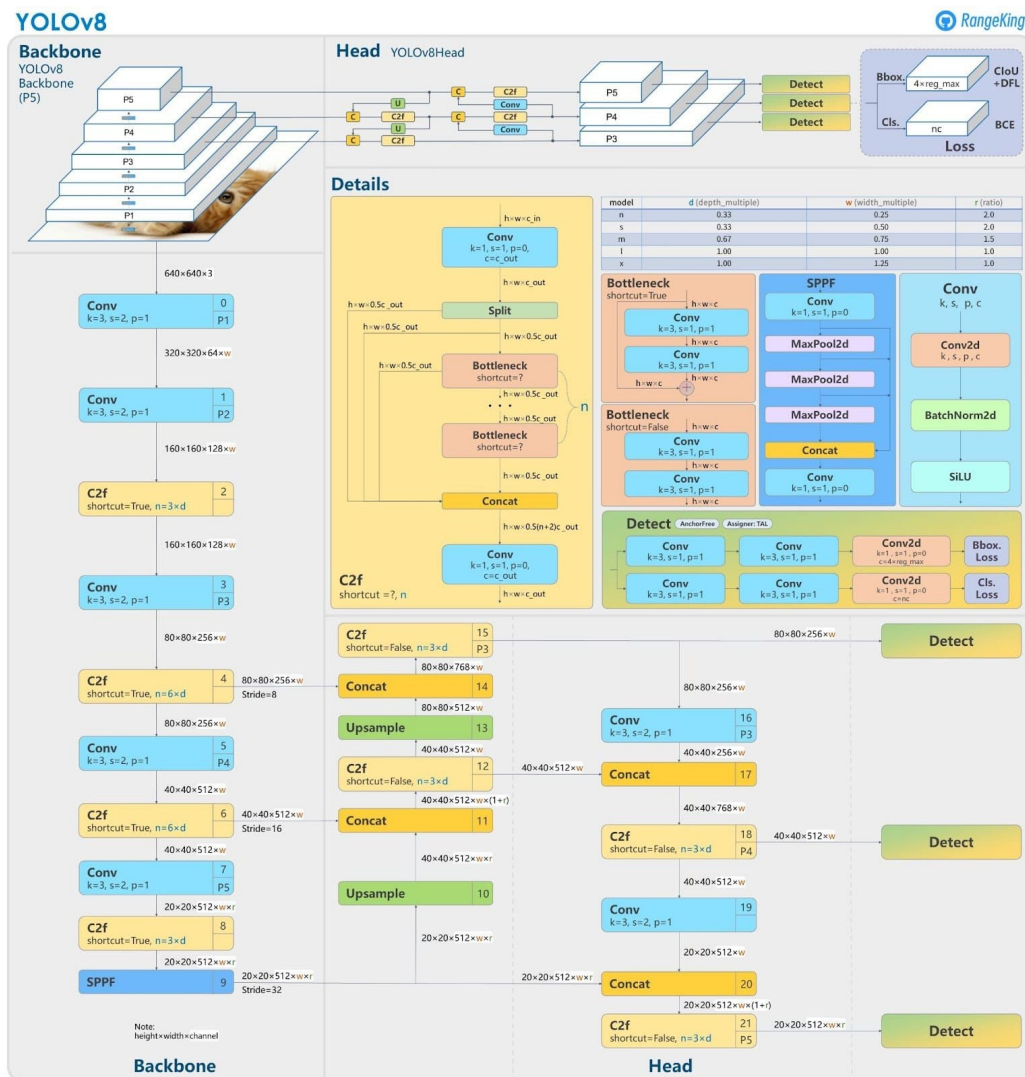 YOLOv8
RangeKing
Backbone
YOLOv8
Backbone
(P5)
P5
P4
P3
P2
P1
Head YOLOv8Head
C
C2f
U
Conv
C
C2f
C
C2f
U
Conv
C
C2f
P5
P4
P3
Detect
Detect
Detect
Bbox.
4×reg_max
CIoU
+DFL
Cls.
nc
BCE
Loss
640×640×3
Conv
k=3, s=2, p=1
0
P1
320×320×64×w
Conv
k=3, s=2, p=1
1
P2
160×160×128×w
C2f
shortcut=True, n=3×d
2
160×160×128×w
Conv
k=3, s=2, p=1
3
P3
80×80×256×w
C2f
shortcut=True, n=6×d
4
80×80×256×w
Stride=8
80×80×256×w
Conv
k=3, s=2, p=1
5
P4
40×40×512×w
C2f
shortcut=True, n=6×d
6
40×40×512×w
Stride=16
40×40×512×w
Conv
k=3, s=2, p=1
7
P5
20×20×512×w×r
C2f
shortcut=True, n=3×d
8
20×20×512×w×r
SPPF
9
20×20×512×w×r
Stride=32
Note:
height×width×channel
Backbone
Details
h×w×c_in
Conv
k=1, s=1, p=0,
c=c_out
h×w×c_out
h×w×0.5c_out
Split
h×w×0.5c_out
h×w×0.5c_out
h×w×0.5c_out
Bottleneck
shortcut=?
h×w×0.5c_out
• • •
h×w×0.5c_out
n
Bottleneck
shortcut=?
h×w×0.5c_out
Concat
h×w×0.5(n+2)c_out
Conv
k=1, s=1, p=0,
c=c_out
h×w×c_out
C2f
shortcut =?, n
model d (depth_multiple) w (width_multiple) r (ratio)
n 0.33 0.25 2.0
s 0.33 0.50 2.0
m 0.67 0.75 1.5
l 1.00 1.00 1.0
x 1.00 1.25 1.0
Bottleneck
shortcut=True
h×w×c
Conv
k=3, s=1, p=1
h×w×c
Conv
k=3, s=1, p=1
h×w×c
h×w×c
Bottleneck
shortcut=False
h×w×c
Conv
k=3, s=1, p=1
h×w×c
Conv
k=3, s=1, p=1
h×w×c
SPPF
Conv
k=1, s=1, p=0
MaxPool2d
MaxPool2d
MaxPool2d
Concat
Conv
k=1, s=1, p=0
Conv
k, s, p, c
Conv2d
k, s, p, c
BatchNorm2d
SiLU
Detect AnchorFree Assigner: TAL
Conv
k=3, s=1, p=1
Conv
k=3, s=1, p=1
Conv2d
k=1, s=1, p=0
c=4×reg_max
Bbox.
Loss
Conv
k=3, s=1, p=1
Conv
k=3, s=1, p=1
Conv2d
k=1, s=1, p=0
c=nc
Cls.
Loss
C2f
shortcut=False, n=3×d
15
P3
80×80×256×w
Detect
80×80×768×w
Concat
14
80×80×512×w
Upsample
13
40×40×512×w
C2f
shortcut=False, n=3×d
12
40×40×512×w
40×40×512×w×(1+r)
Concat
11
40×40×512×w×r
Upsample
10
20×20×512×w×r
80×80×256×w
Conv
k=3, s=2, p=1
16
P3
40×40×256×w
Concat
17
40×40×768×w
C2f
shortcut=False, n=3×d
18
P4
40×40×512×w
Detect
40×40×512×w
Conv
k=3, s=2, p=1
19
20×20×512×w
20×20×512×w×r
Concat
20
20×20×512×w×(1+r)
C2f
shortcut=False, n=3×d
21
P5
20×20×512×w×r
Detect
Head